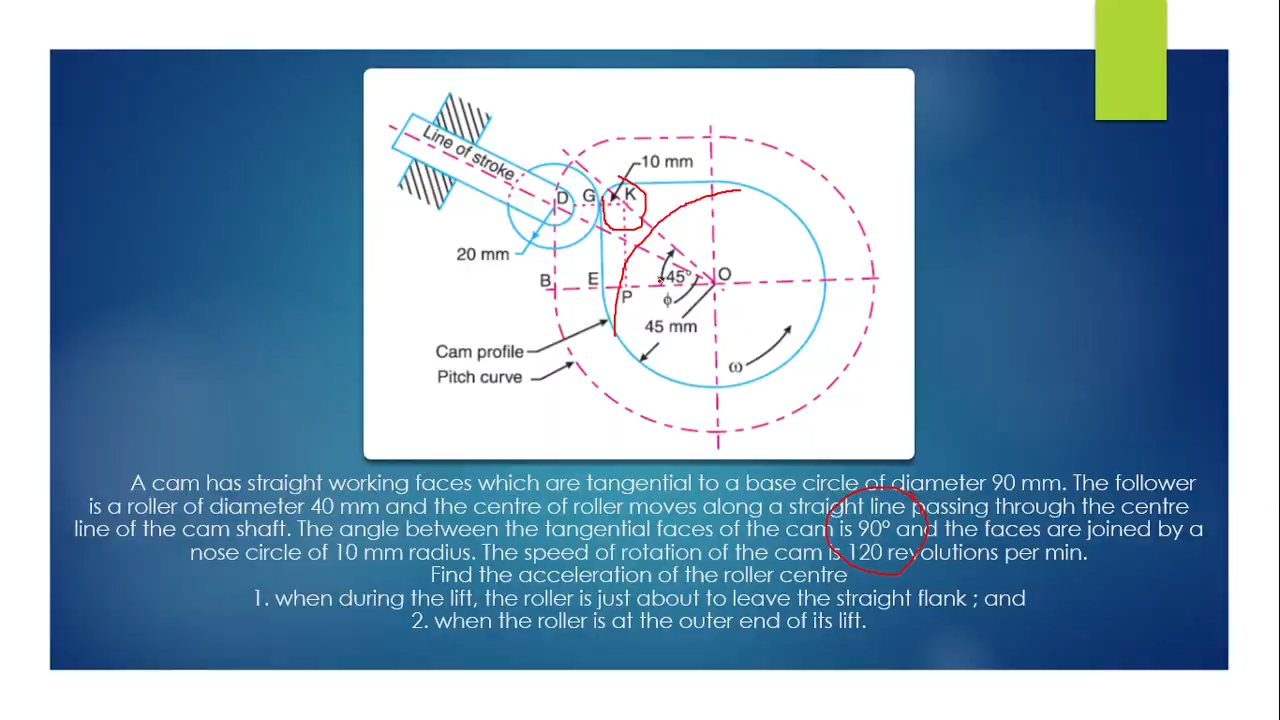 Line of stroke
10 mm
D
G
K
20 mm
B
E
P
45°
O
ϕ
45 mm
Cam profile
Pitch curve
ω
A cam has straight working faces which are tangential to a base circle of diameter 90 mm. The follower
is a roller of diameter 40 mm and the centre of roller moves along a straight line passing through the centre
line of the cam shaft. The angle between the tangential faces of the cam is 90º and the faces are joined by a
nose circle of 10 mm radius. The speed of rotation of the cam is 120 revolutions per min.
Find the acceleration of the roller centre
1. when during the lift, the roller is just about to leave the straight flank ; and
2. when the roller is at the outer end of its lift.